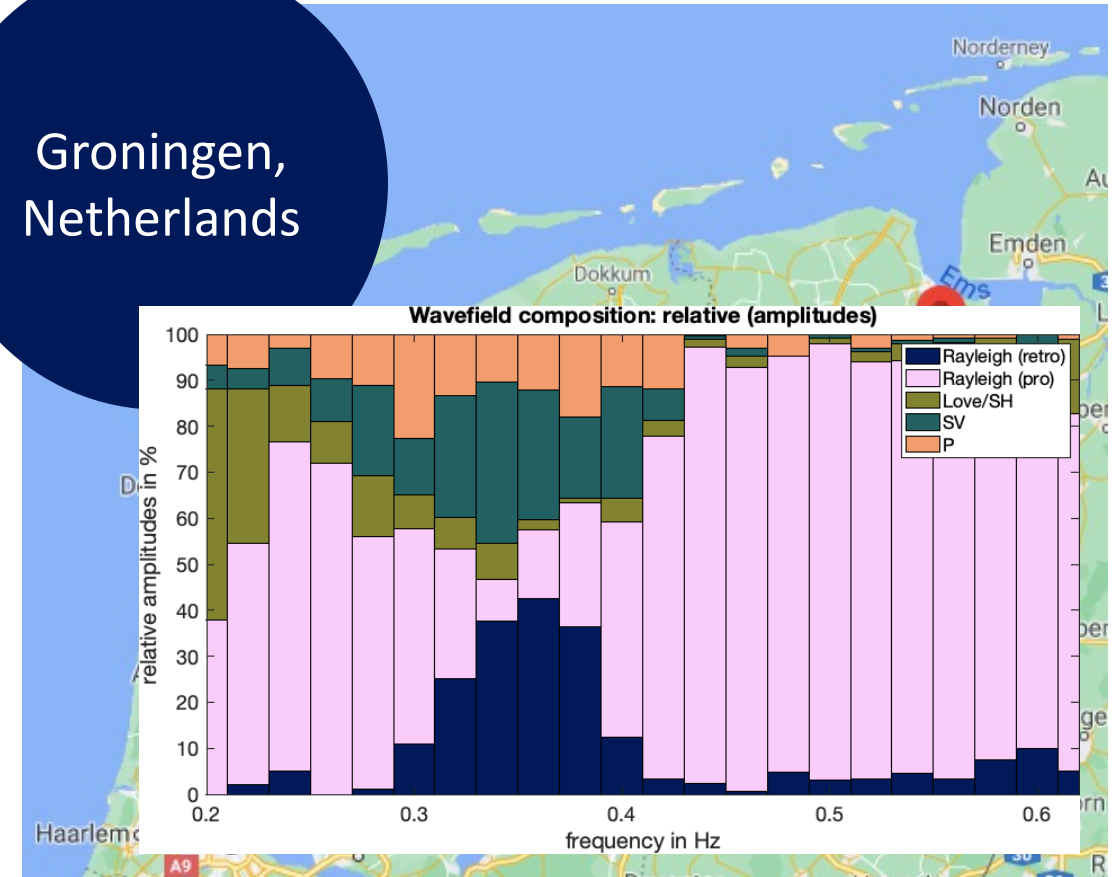 Groningen,
Netherlands
Norderney
Norden
Emden
Ems
Dokkum
Wavefield composition: relative (amplitudes)
100
90
80
70
60
50
40
30
20
10
0
relative amplitudes in %
Rayleigh (retro)
Rayleigh (pro)
Love/SH
SV
P
0.2
0.3
0.4
0.5
0.6
frequency in Hz
Haarlem
A9